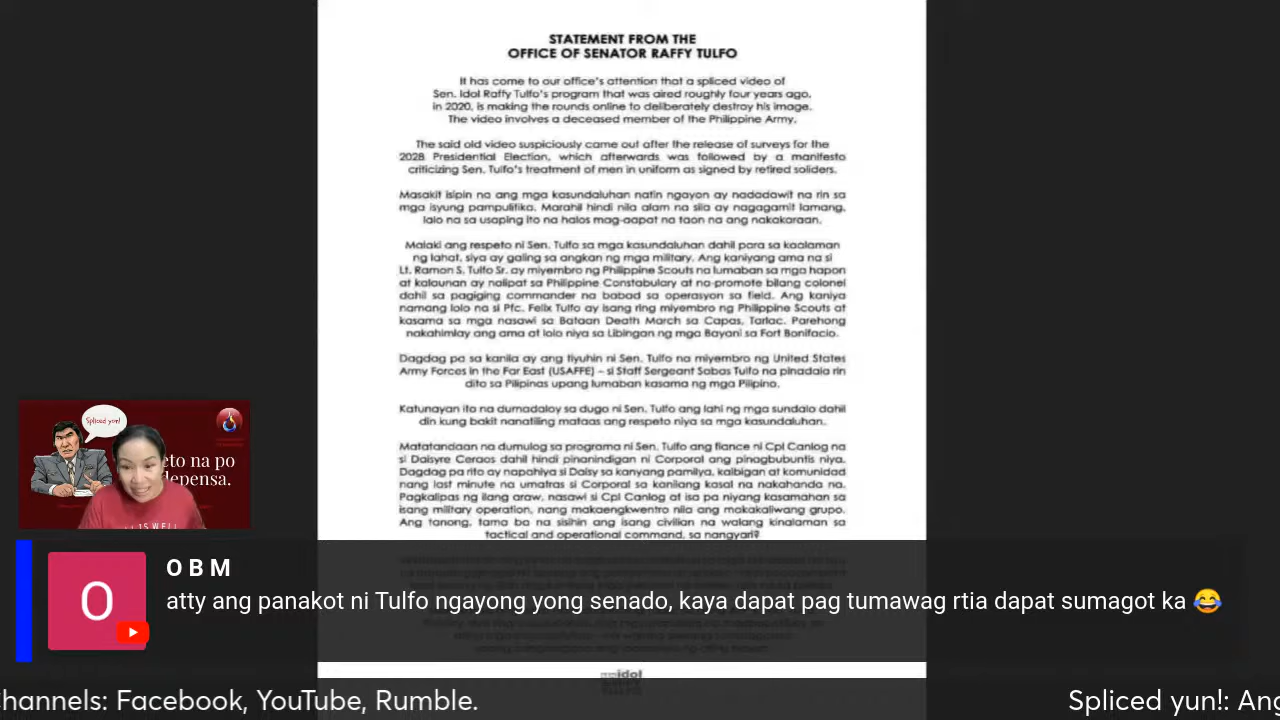 STATEMENT FROM THE
OFFICE OF SENATOR RAFFY TULFO
It has come to our office's attention that a spliced video of
Sen. Idol Raffy Tulfo's program that was aired roughly four years ago,
in 2020, is making the rounds online to deliberately destroy his image.
The video involves a deceased member of the Philippine Army.
The said old video suspiciously came out after the release of surveys for the
2028 Presidential Election, which afterwards was followed by a manifesto
criticizing Sen. Tulfo's treatment of men in uniform as signed by retired soliders.
Masakit isipin na ang mga kasundaluhan natin ngayon ay nadadawit na rin sa
mga isyung pampulitika. Marahil hindi nila alam na sila ay nagagamit lamang,
lalo na sa usaping ito na halos mag-aapat na taon na ang nakakaraan.
Malaki ang respeto ni Sen. Tulfo sa mga kasundaluhan dahil para sa kaalaman
ng lahat, siya ay galing sa angkan ng mga military. Ang kaniyang ama na si
Lt. Ramon S. Tulfo Sr. ay miyembro ng Philippine Scouts na lumaban sa mga hapon
at kalaunan ay nalipat sa Philippine Constabulary at na-promote bilang colonel
dahil sa pagiging commander na babad sa operasyon sa field. Ang kaniya
namang lolo na si Pfc. Felix Tulfo ay isang ring miyembro ng Philippine Scouts at
kasama sa mga nasawi sa Bataan Death March sa Capas, Tarlac. Parehong
nakahimlay ang ama at lolo niya sa Libingan ng mga Bayani sa Fort Bonifacio.
Dagdag pa sa kanila ay ang tiyuhin ni Sen. Tulfo na miyembro ng United States
Army Forces in the Far East (USAFFE) – si Staff Sergeant Sabas Tulfo na pinadala rin
dito sa Pilipinas upang lumaban kasama ng mga Pilipino.
Katunayan ito na dumadaloy sa dugo ni Sen. Tulfo ang lahi ng mga sundalo dahil
din kung bakit nanatiling mataas ang respeto niya sa mga kasundaluhan.
Matatandaan na dumulog sa programa ni Sen. Tulfo ang fiance ni Cpl Canlog na
si Daisyre Ceraos dahil hindi pinanindigan ni Corporal ang pinagbubuntis niya.
Dagdag pa rito ay napahiya si Daisy sa kanyang pamilya, kaibigan at komunidad
nang last minute na umatras si Corporal sa kanilang kasal na nakahanda na.
Pagkalipas ng ilang araw, nasawi si Cpl Canlog at isa pa niyang kasamahan sa
isang military operation, nang makaengkwentro nila ang makakaliwang grupo.
Ang tanong, tama ba na sisihin ang isang civilian na walang kinalaman sa
tactical and operational command, sa nangyari?
Spliced yun!
eto na po
depensa.
IS WELL
O
O B M
atty ang panakot ni Tulfo ngayong yong senado, kaya dapat pag tumawag rtia dapat sumagot ka 😂
idol
hannels: Facebook, YouTube, Rumble.
Spliced yun!: Ang